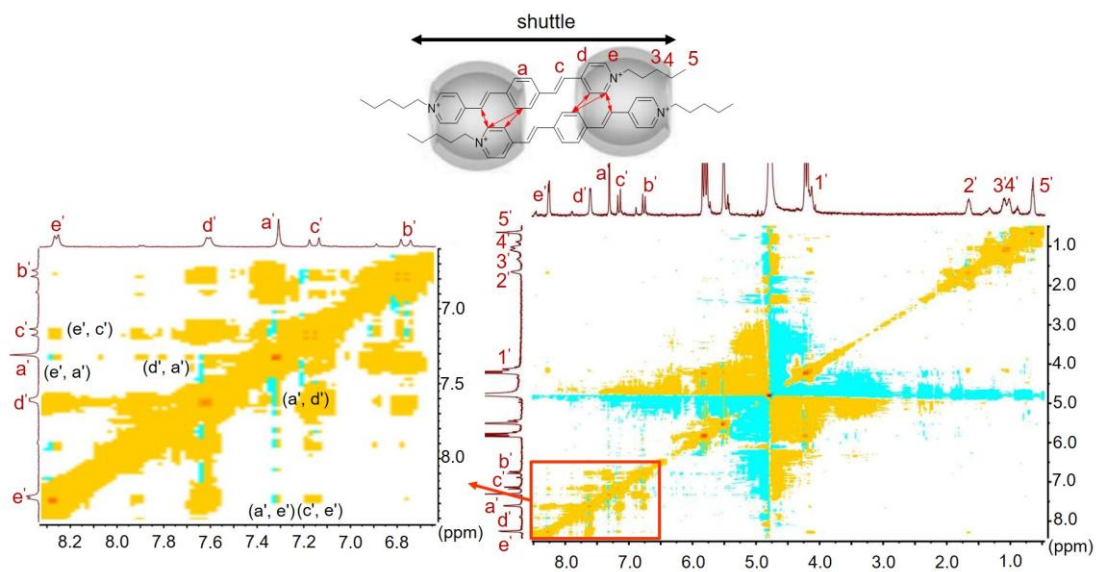 shuttle
a c d e 3 4 5
N+
N+
N+
N+
e' d' a' c' b' 1' 2' 3' 4' 5'
e' d' a' c' b'
5'
4'
3'
2'
1'
b'
c'
a'
d'
e'
1.0
2.0
3.0
4.0
5.0
6.0
7.0
8.0
(ppm)
8.0 7.0 6.0 5.0 4.0 3.0 2.0 1.0
b'
c'
a'
d'
e'
(e', c')
(e', a')
(d', a')
(a', d')
(a', e') (c', e')
7.0
7.5
8.0
(ppm)
8.2 8.0 7.8 7.6 7.4 7.2 7.0 6.8